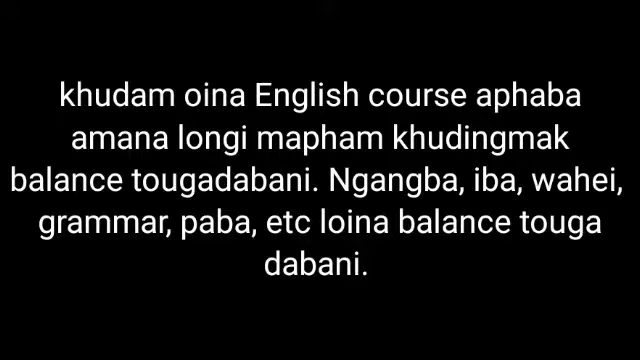 khudam oina English course aphaba
amana longi mapham khudingmak
balance tougadabani. Ngangba, iba, wahei,
grammar, paba, etc loina balance touga
dabani.